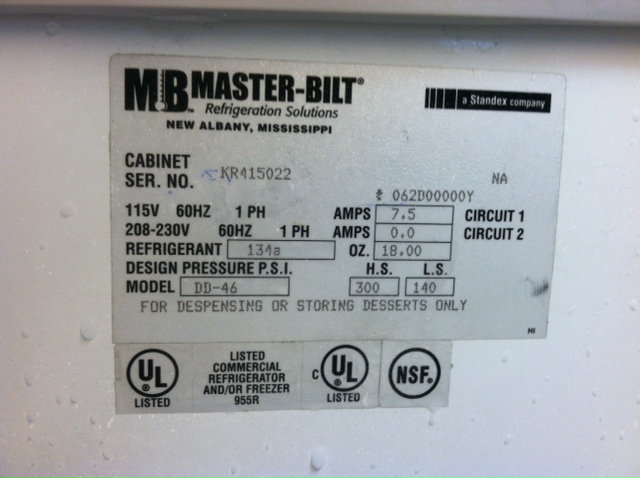 MB MASTER-BILT®
Refrigeration Solutions
NEW ALBANY, MISSISSIPPI
a Standex company
CABINET
SER. NO. KR415022 NA
# 062D00000Y
115V 60HZ 1 PH AMPS 7.5 CIRCUIT 1
208-230V 60HZ 1 PH AMPS 0.0 CIRCUIT 2
REFRIGERANT 134a OZ. 18.00
DESIGN PRESSURE P.S.I. H.S. L.S.
MODEL DD-46 300 140
FOR DESPENSING OR STORING DESSERTS ONLY
HI
UL
LISTED
LISTED
COMMERCIAL
REFRIGERATOR
AND/OR FREEZER
955R
C UL
LISTED
NSF®